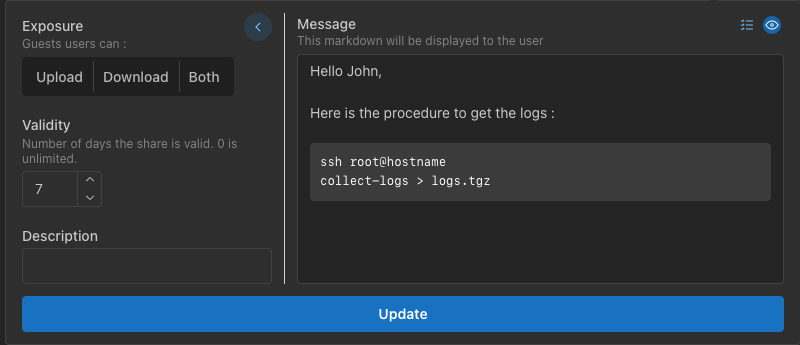 Exposure
Guests users can :
Upload Download Both
Validity
Number of days the share is valid. 0 is
unlimited.
7
Description
Message
This markdown will be displayed to the user
Hello John,
Here is the procedure to get the logs :
ssh root@hostname
collect-logs > logs.tgz
Update